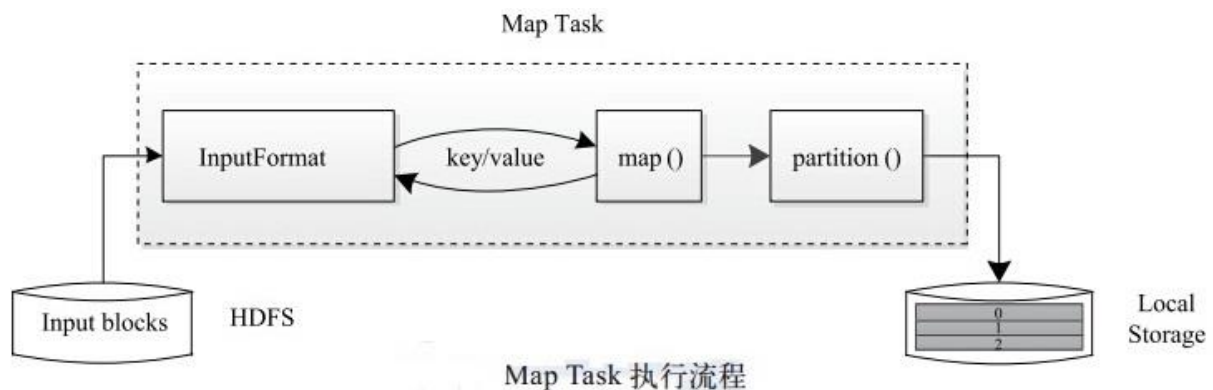 Map Task
InputFormat
key/value
map ()
partition ()
Input blocks
HDFS
0
1
2
Local
Storage
Map Task 执行流程